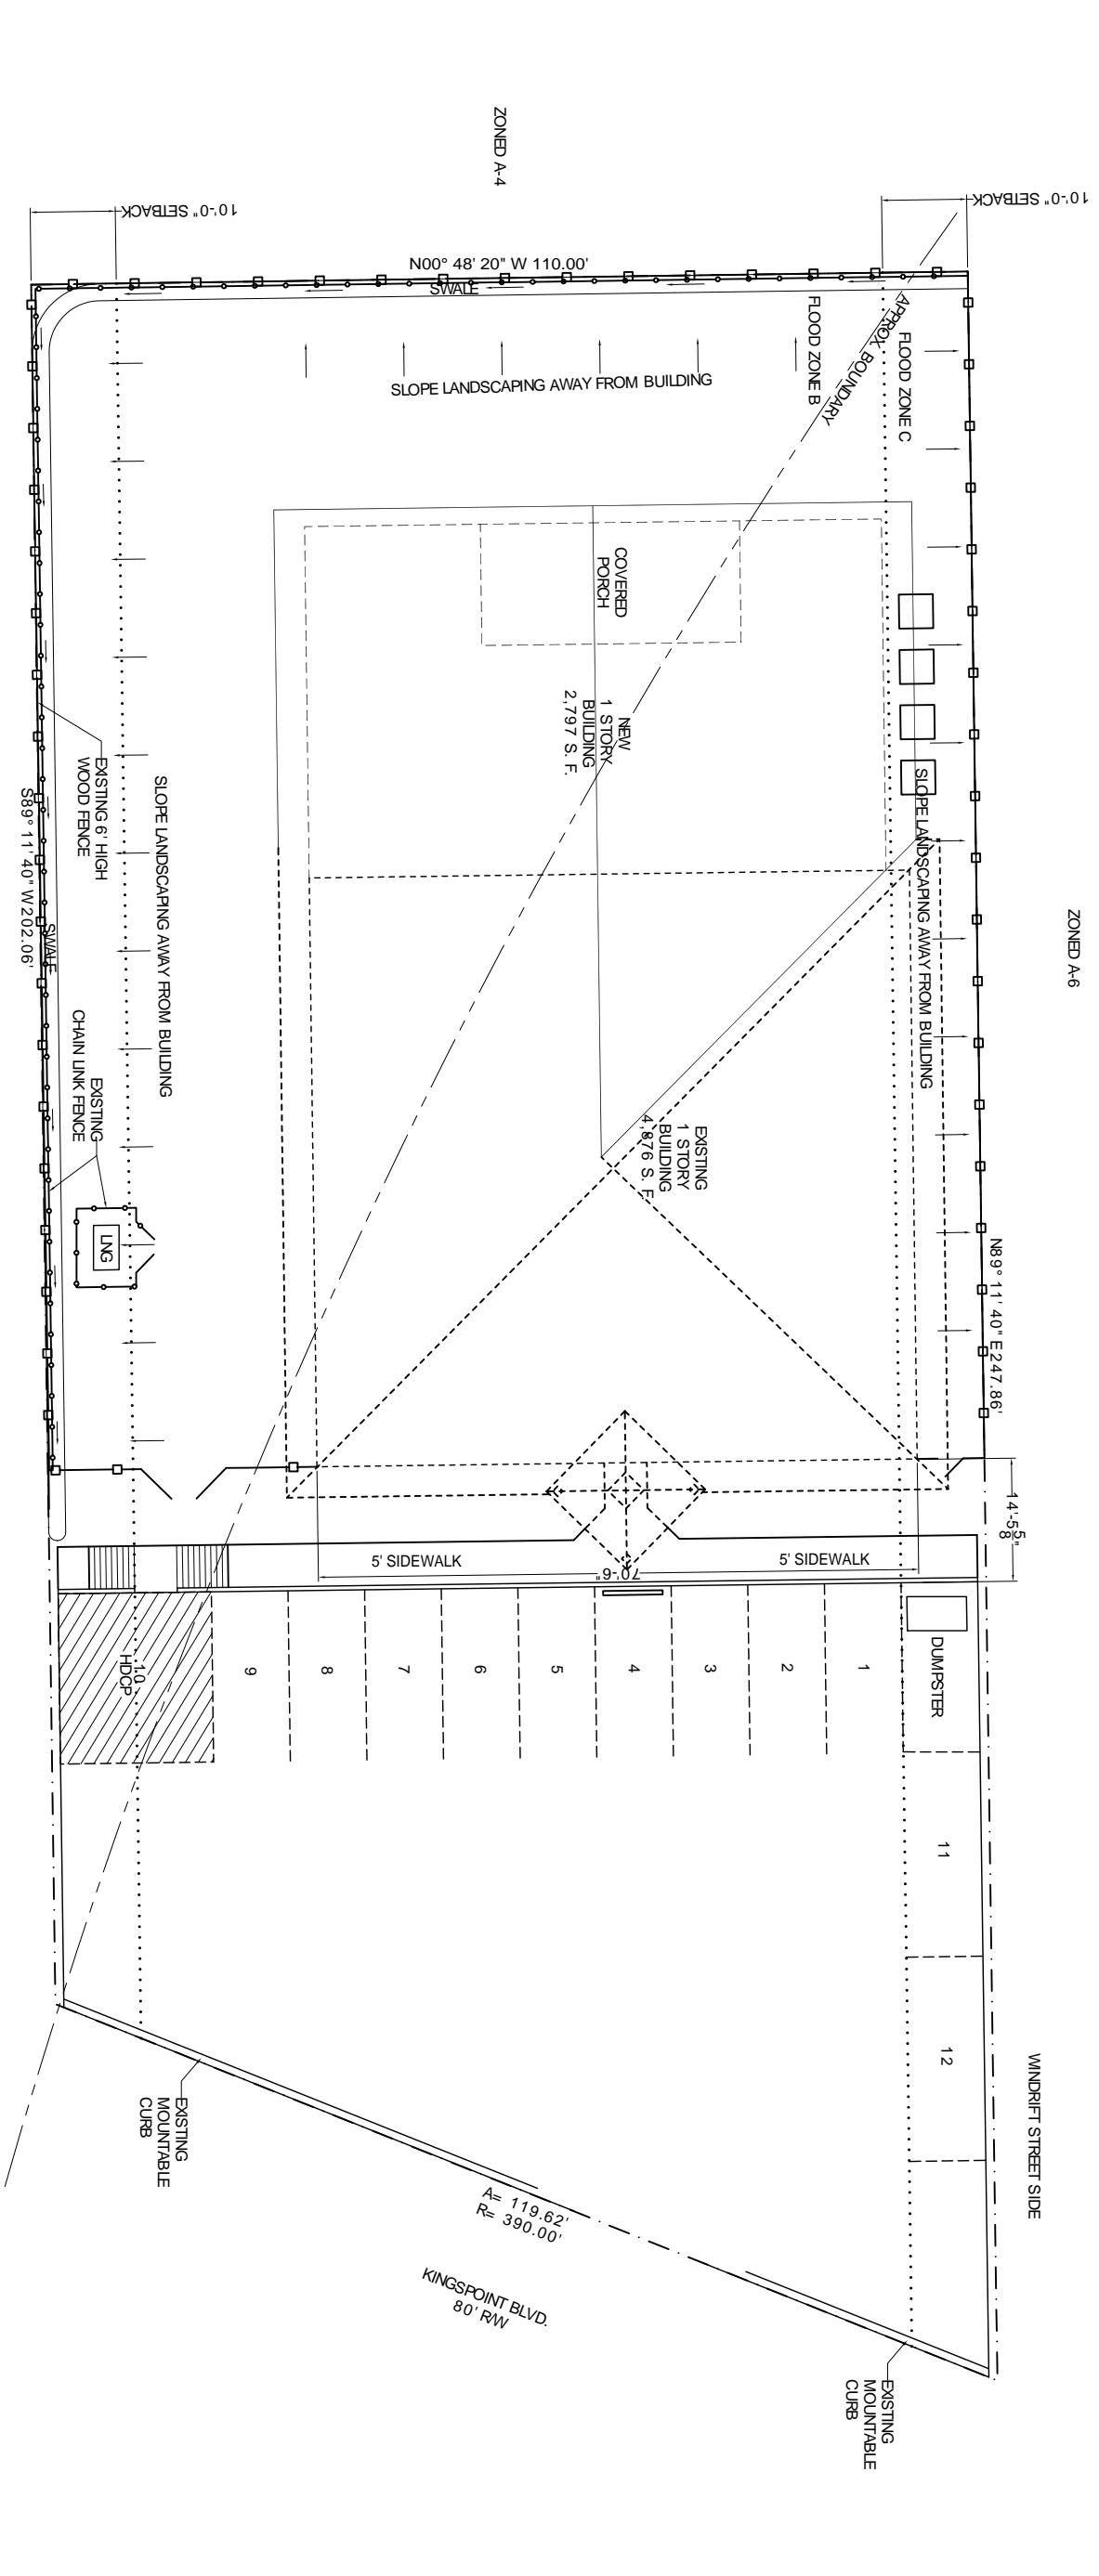 ZONED A-4
10'-0" SETBACK
10'-0" SETBACK
N00° 48' 20" W 110.00'
SWALE
FLOOD ZONE B
APPROX. BOUNDARY
FLOOD ZONE C
SLOPE LANDSCAPING AWAY FROM BUILDING
COVERED
PORCH
NEW
1 STORY
BUILDING
2,797 S. F.
SLOPE LANDSCAPING AWAY FROM BUILDING
EXISTING 6' HIGH
WOOD FENCE
S89° 11' 40" W 202.06'
SWALE
SLOPE LANDSCAPING AWAY FROM BUILDING
ZONED A-6
EXISTING
CHAIN LINK FENCE
LNG
EXISTING
1 STORY
BUILDING
4,876 S. F.
N89° 11' 40" E 247.86'
14'-5 5/8"
5' SIDEWALK
5' SIDEWALK
70'-6"
10
HDCP
9
8
7
6
5
4
3
2
1
DUMPSTER
11
12
WINDRIFT STREET SIDE
EXISTING
MOUNTABLE
CURB
A= 119.62'
R= 390.00'
KINGSPOINT BLVD.
80' R/W
EXISTING
MOUNTABLE
CURB